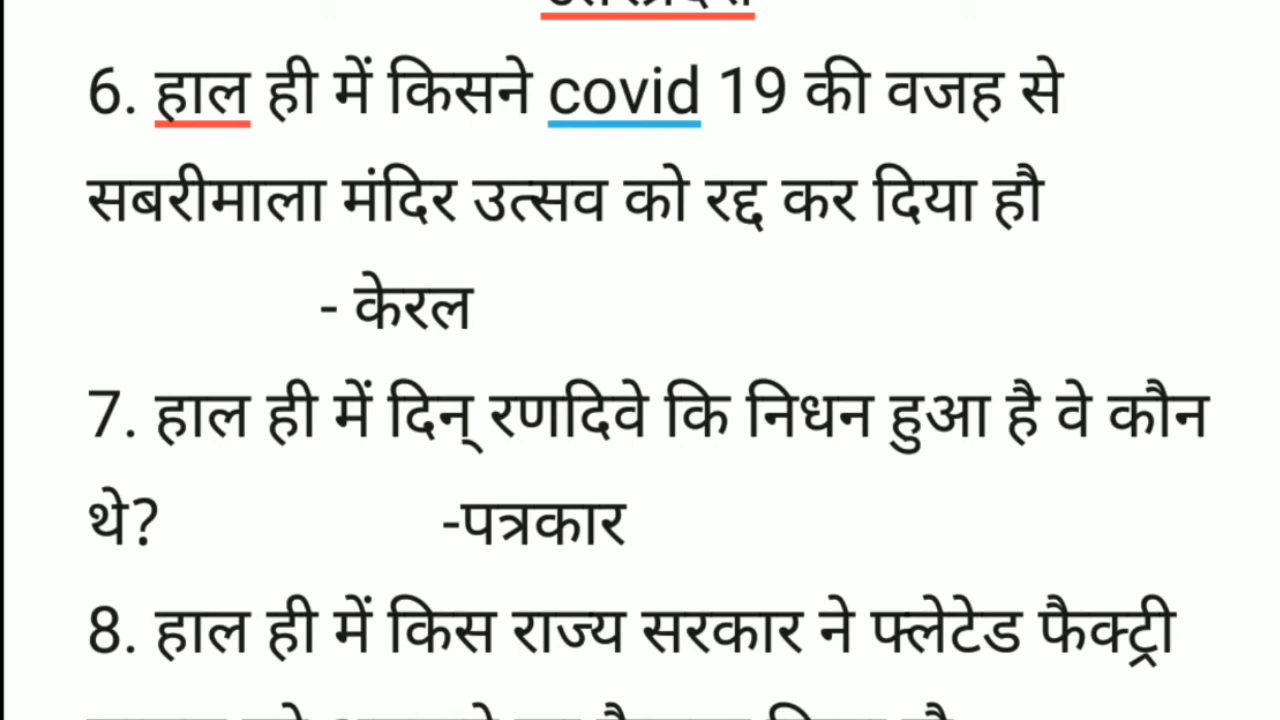 6. हाल ही में किसने covid 19 की वजह से
सबरीमाला मंदिर उत्सव को रद्द कर दिया हौ
- केरल
7. हाल ही में दिन् रणदिवे कि निधन हुआ है वे कौन
थे? -पत्रकार
8. हाल ही में किस राज्य सरकार ने फ्लेटेड फैक्ट्री